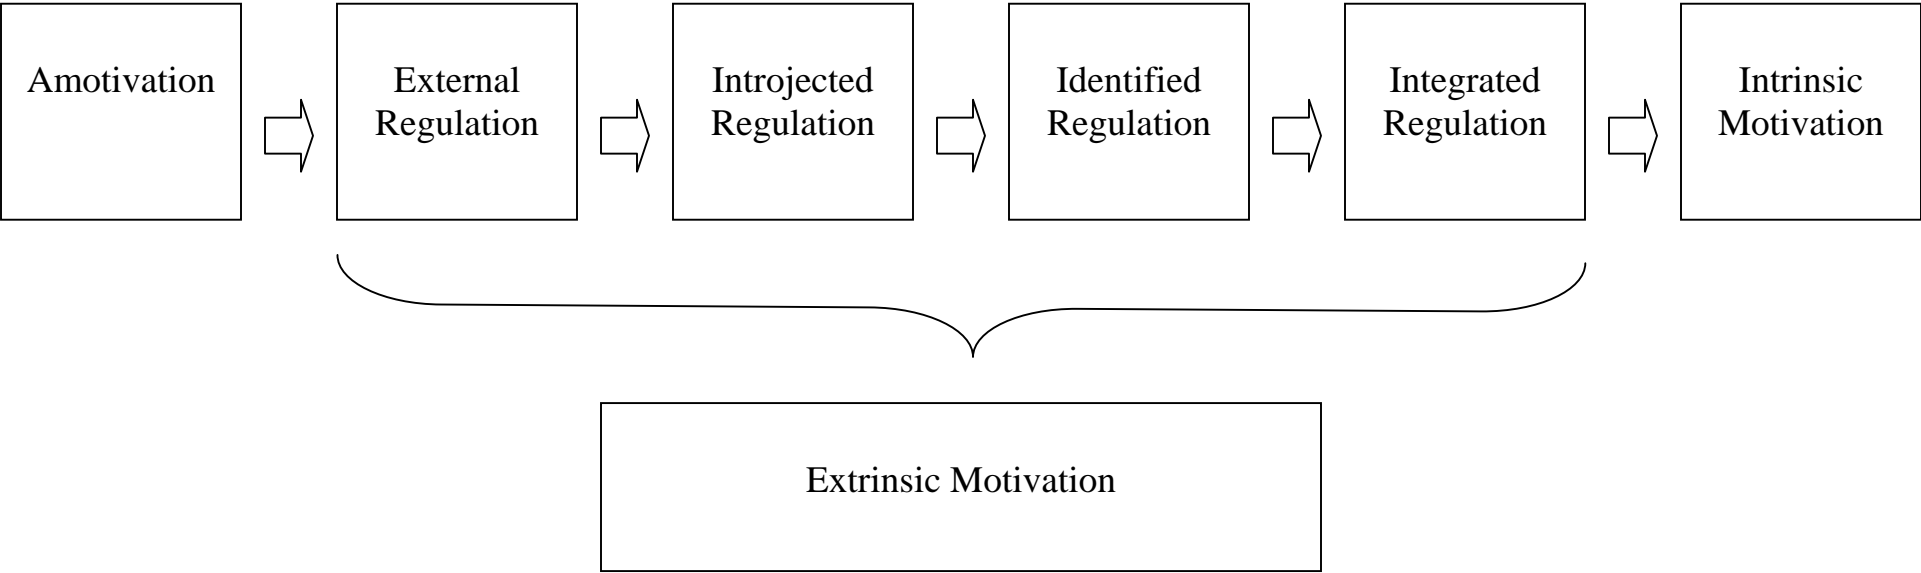 Amotivation
External
Regulation
Introjected
Regulation
Identified
Regulation
Integrated
Regulation
Intrinsic
Motivation
Extrinsic Motivation